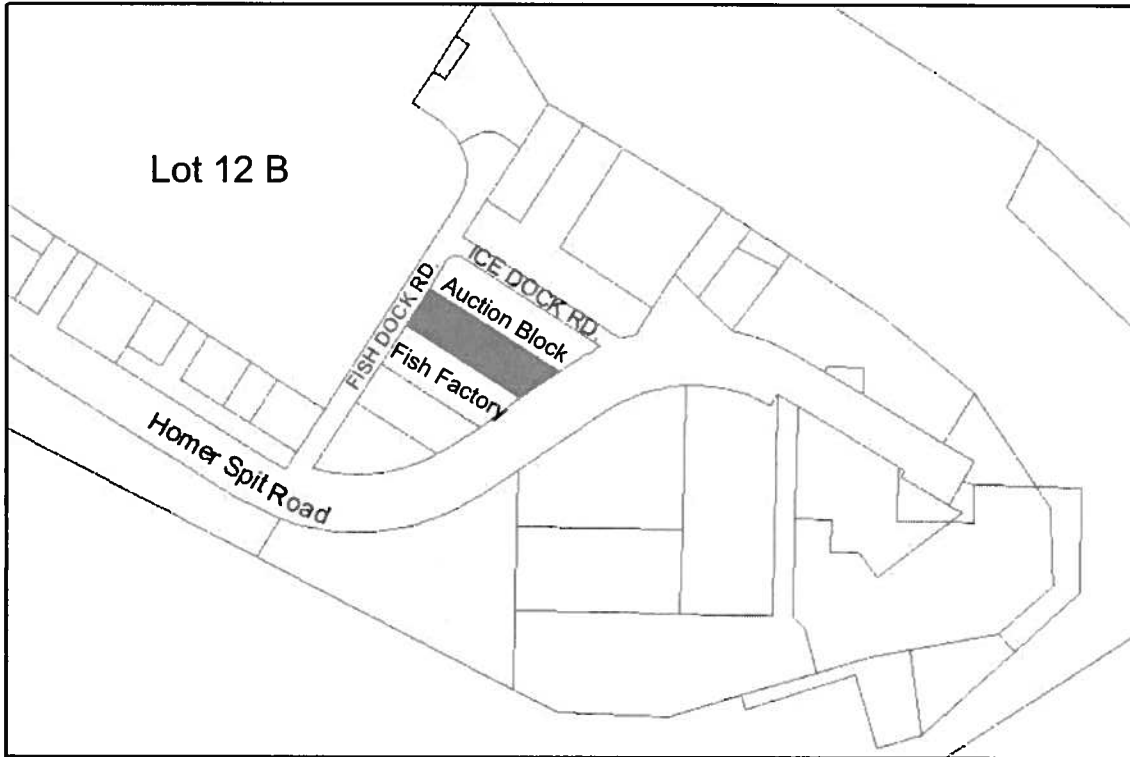 Lot 12 B
ICE DOCK RD.
FISH DOCK RD.
Auction Block
Fish Factory
Homer Spit Road